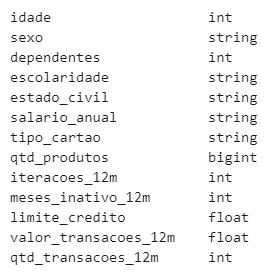 idade int
sexo string
dependentes int
escolaridade string
estado_civil string
salario_anual string
tipo_cartao string
qtd_produtos bigint
iteracoes_12m int
meses_inativo_12m int
limite_credito float
valor_transacoes_12m float
qtd_transacoes_12m int